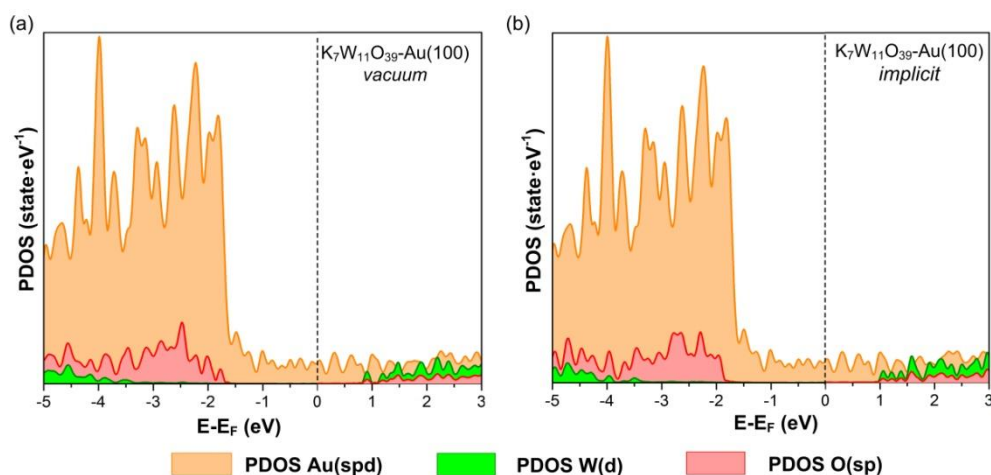 (a)
K₇W₁₁O₃₉-Au(100)
vacuum
PDOS (state·eV⁻¹)
-5 -4 -3 -2 -1 0 1 2 3
E-E_F (eV)
(b)
K₇W₁₁O₃₉-Au(100)
implicit
PDOS (state·eV⁻¹)
-5 -4 -3 -2 -1 0 1 2 3
E-E_F (eV)
PDOS Au(spd) PDOS W(d) PDOS O(sp)